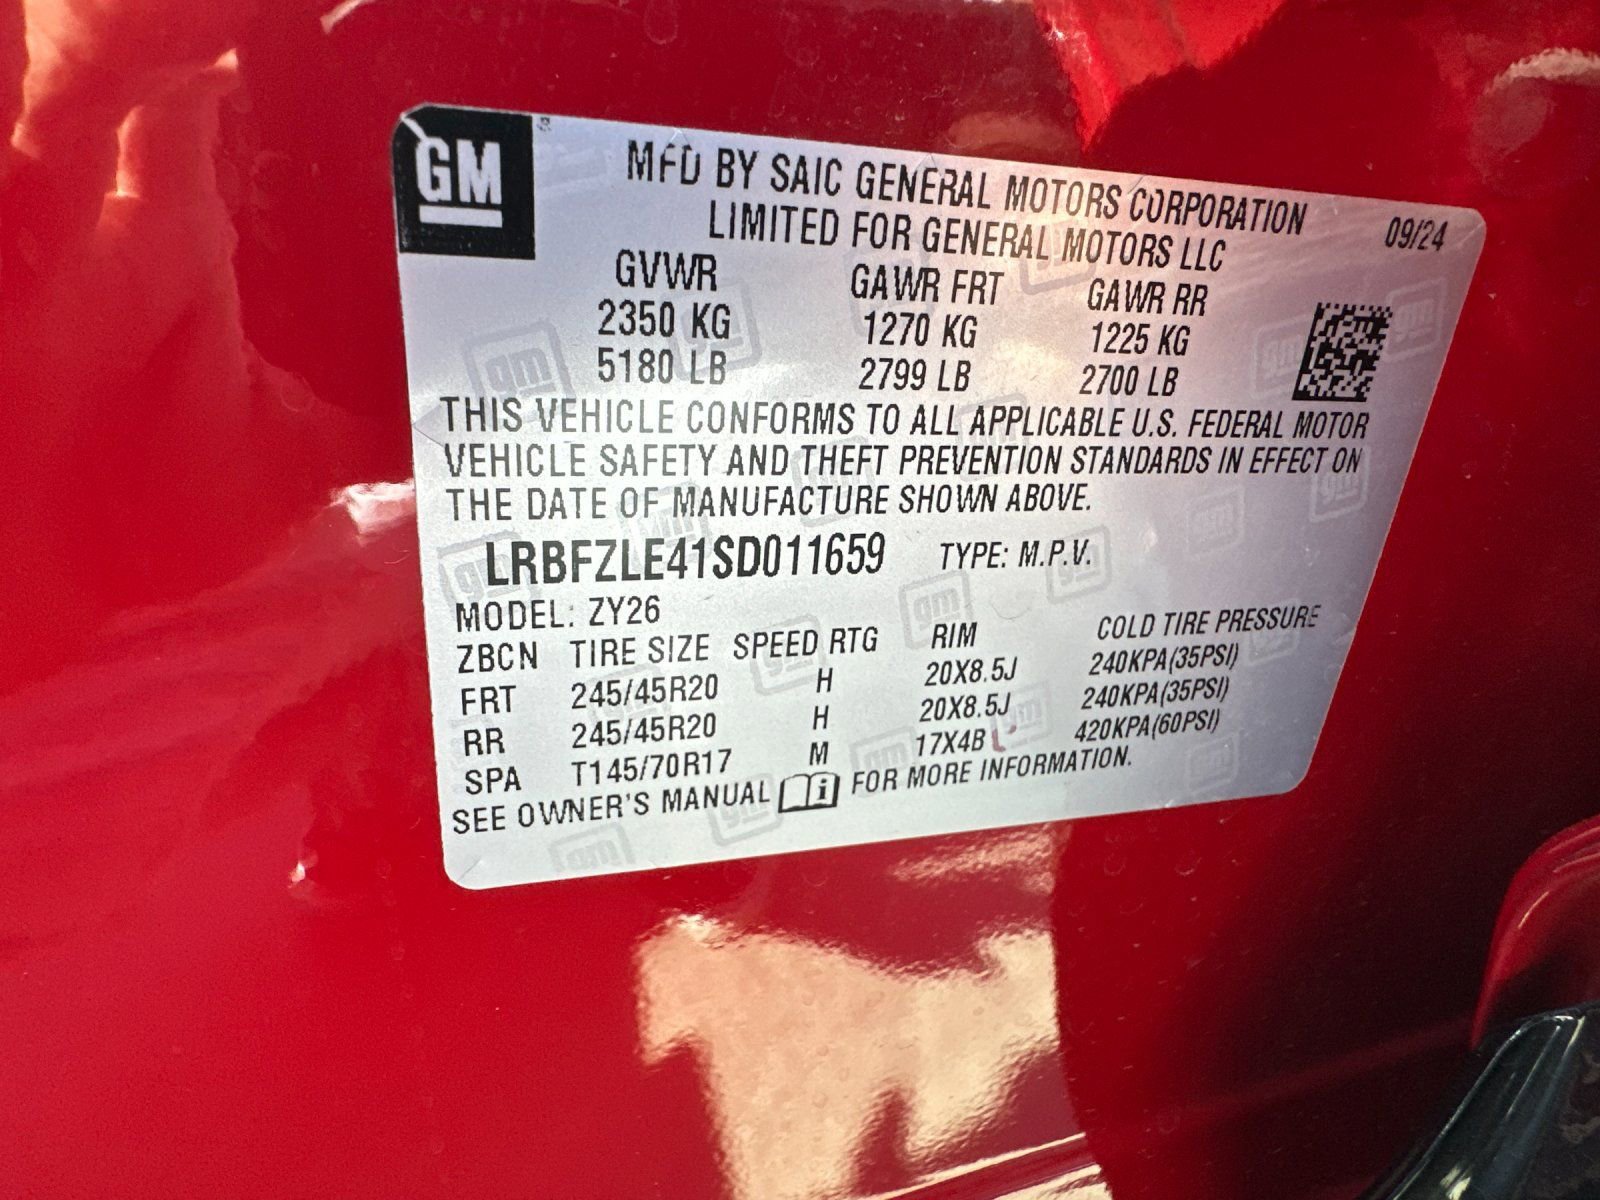 GM
MFD BY SAIC GENERAL MOTORS CORPORATION 09/24
LIMITED FOR GENERAL MOTORS LLC
GVWR GAWR FRT GAWR RR
2350 KG 1270 KG 1225 KG
5180 LB 2799 LB 2700 LB
THIS VEHICLE CONFORMS TO ALL APPLICABLE U.S. FEDERAL MOTOR
VEHICLE SAFETY AND THEFT PREVENTION STANDARDS IN EFFECT ON
THE DATE OF MANUFACTURE SHOWN ABOVE.
LRBFZLE41SD011659 TYPE: M.P.V.
MODEL: ZY26
ZBCN TIRE SIZE SPEED RTG RIM COLD TIRE PRESSURE
FRT 245/45R20 H 20X8.5J 240KPA(35PSI)
RR 245/45R20 H 20X8.5J 240KPA(35PSI)
SPA T145/70R17 M 17X4B 420KPA(60PSI)
SEE OWNER'S MANUAL FOR MORE INFORMATION.